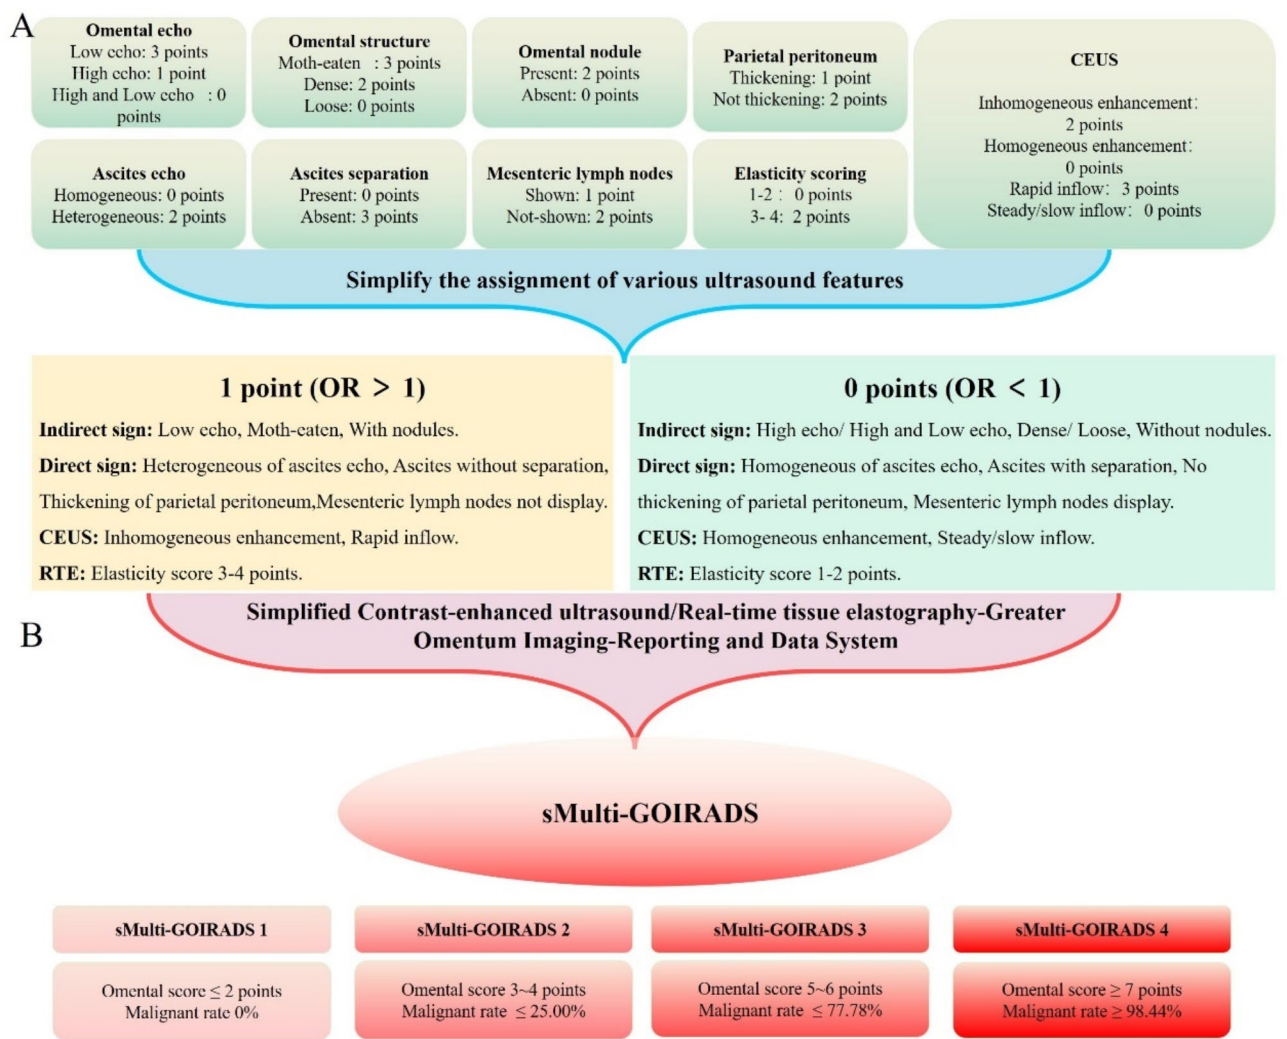 A
Omental echo
Low echo: 3 points
High echo: 1 point
High and Low echo : 0
points
Omental structure
Moth-eaten : 3 points
Dense: 2 points
Loose: 0 points
Omental nodule
Present: 2 points
Absent: 0 points
Parietal peritoneum
Thickening: 1 point
Not thickening: 2 points
CEUS
Inhomogeneous enhancement:
2 points
Homogeneous enhancement:
0 points
Rapid inflow: 3 points
Steady/slow inflow: 0 points
Ascites echo
Homogeneous: 0 points
Heterogeneous: 2 points
Ascites separation
Present: 0 points
Absent: 3 points
Mesenteric lymph nodes
Shown: 1 point
Not-shown: 2 points
Elasticity scoring
1-2 : 0 points
3- 4: 2 points
Simplify the assignment of various ultrasound features
1 point (OR > 1)
Indirect sign: Low echo, Moth-eaten, With nodules.
Direct sign: Heterogeneous of ascites echo, Ascites without separation,
Thickening of parietal peritoneum,Mesenteric lymph nodes not display.
CEUS: Inhomogeneous enhancement, Rapid inflow.
RTE: Elasticity score 3-4 points.
0 points (OR < 1)
Indirect sign: High echo/ High and Low echo, Dense/ Loose, Without nodules.
Direct sign: Homogeneous of ascites echo, Ascites with separation, No
thickening of parietal peritoneum, Mesenteric lymph nodes display.
CEUS: Homogeneous enhancement, Steady/slow inflow.
RTE: Elasticity score 1-2 points.
B
Simplified Contrast-enhanced ultrasound/Real-time tissue elastography-Greater
Omentum Imaging-Reporting and Data System
sMulti-GOIRADS
sMulti-GOIRADS 1
Omental score ≤ 2 points
Malignant rate 0%
sMulti-GOIRADS 2
Omental score 3~4 points
Malignant rate ≤ 25.00%
sMulti-GOIRADS 3
Omental score 5~6 points
Malignant rate ≤ 77.78%
sMulti-GOIRADS 4
Omental score ≥ 7 points
Malignant rate ≥ 98.44%